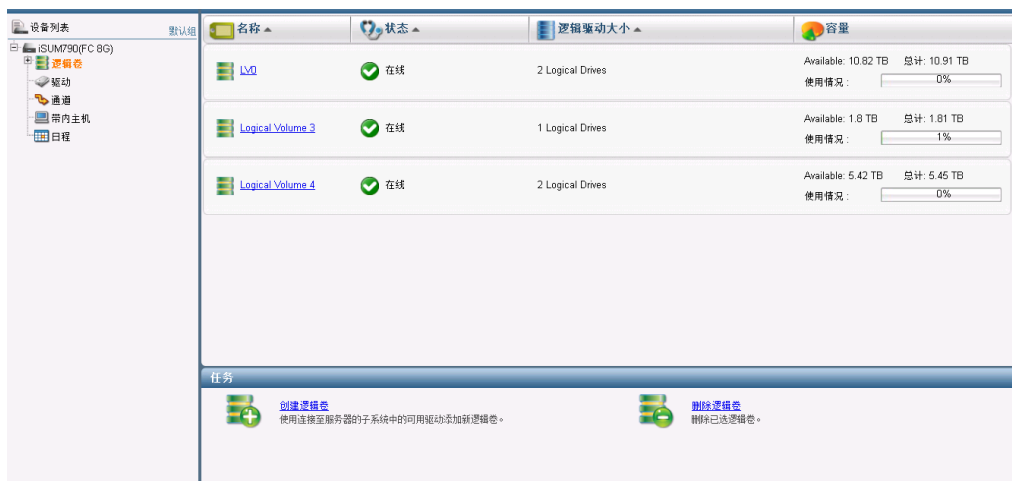 设备列表
默认组
iSUM790(FC 8G)
逻辑卷
驱动
通道
带内主机
日程
名称 状态 逻辑驱动大小 容量
LV0 在线 2 Logical Drives Available: 10.82 TB 总计: 10.91 TB
使用情况 : 0%
Logical Volume 3 在线 1 Logical Drives Available: 1.8 TB 总计: 1.81 TB
使用情况 : 1%
Logical Volume 4 在线 2 Logical Drives Available: 5.42 TB 总计: 5.45 TB
使用情况 : 0%
任务
创建逻辑卷
使用连接至服务器的子系统中的可用驱动添加新逻辑卷。
删除逻辑卷
删除已选逻辑卷。